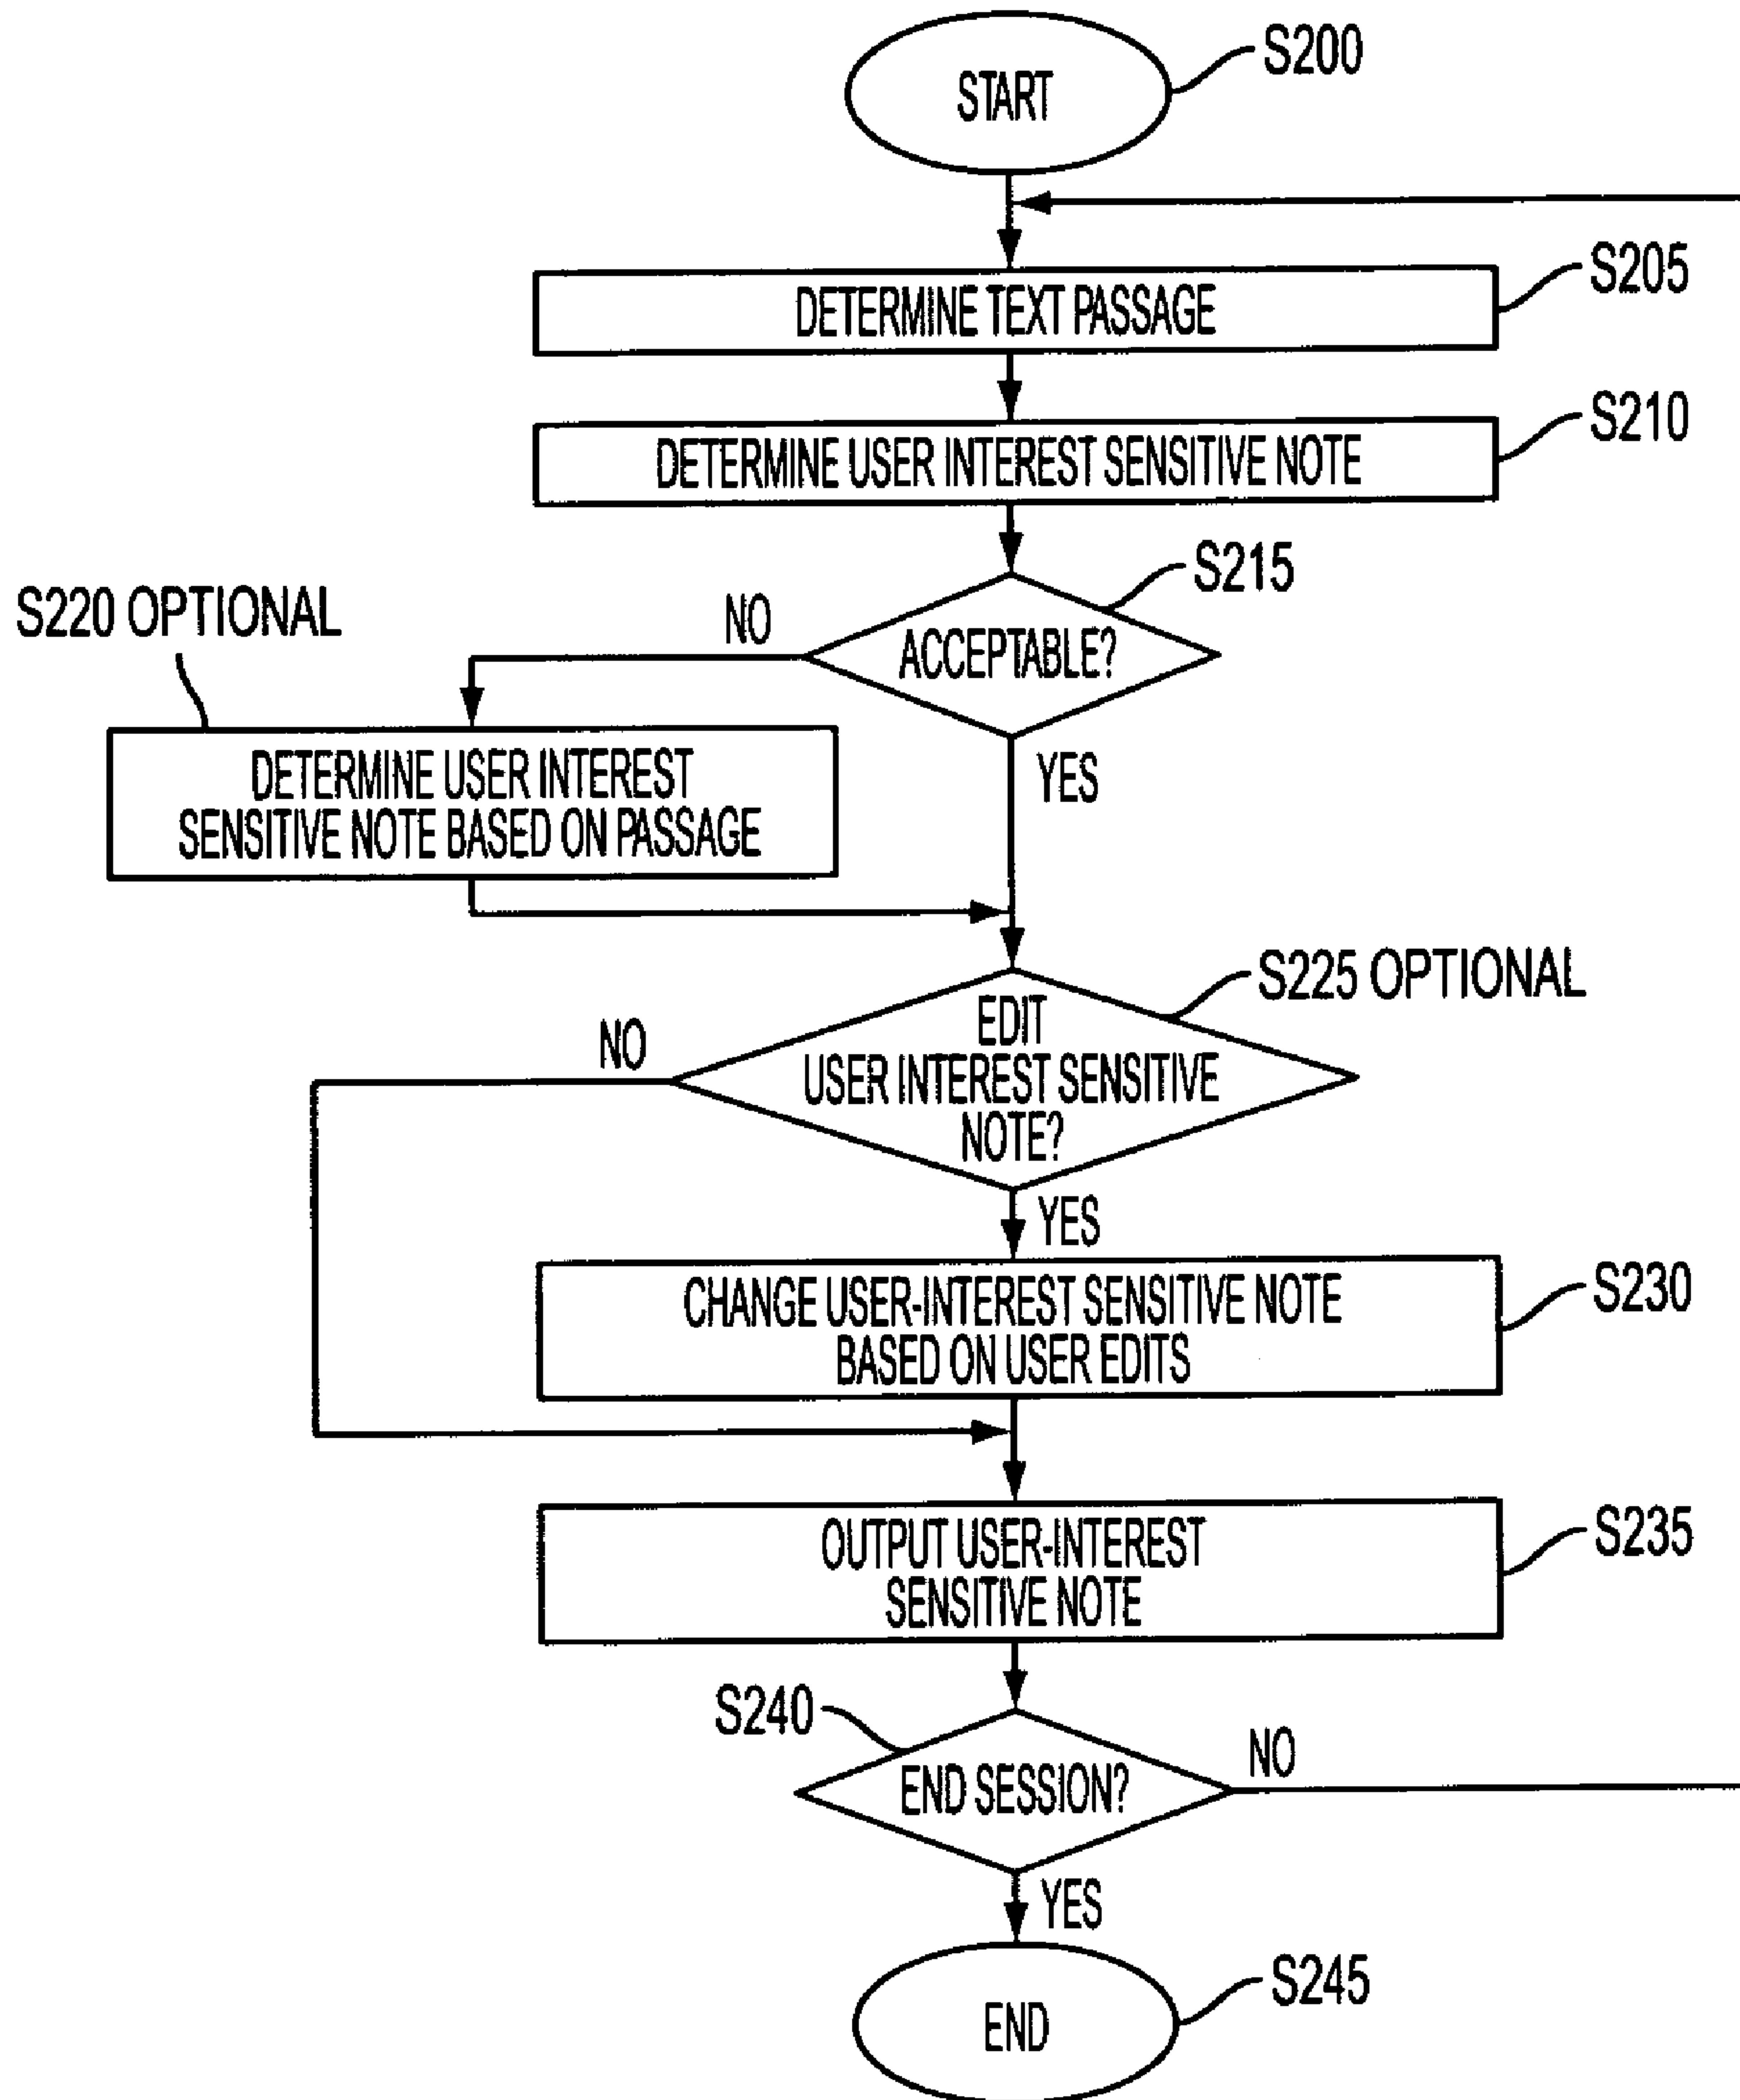 START
S200
DETERMINE TEXT PASSAGE
S205
DETERMINE USER INTEREST SENSITIVE NOTE
S210
ACCEPTABLE?
S215
NO
YES
S220 OPTIONAL
DETERMINE USER INTEREST
SENSITIVE NOTE BASED ON PASSAGE
S225 OPTIONAL
EDIT
USER INTEREST SENSITIVE
NOTE?
NO
YES
CHANGE USER-INTEREST SENSITIVE NOTE
BASED ON USER EDITS
S230
OUTPUT USER-INTEREST
SENSITIVE NOTE
S235
S240
END SESSION?
NO
YES
END
S245